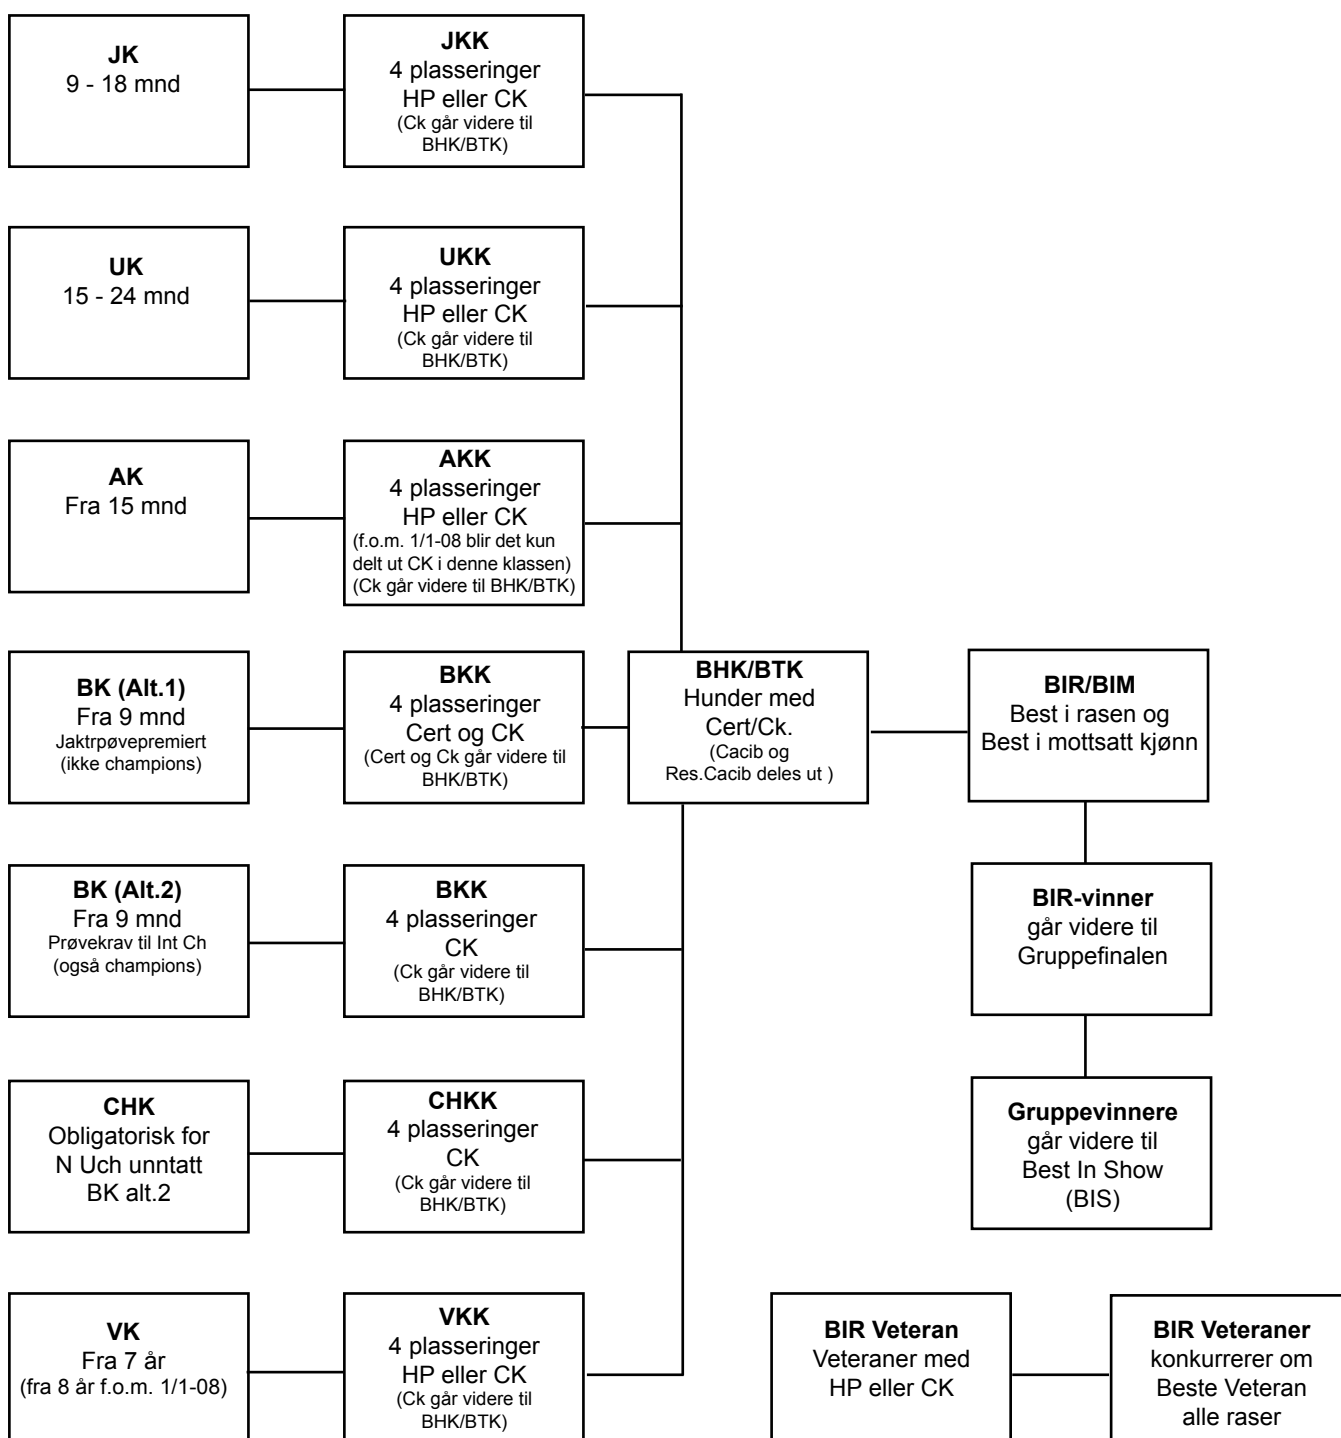 JK
9 - 18 mnd
JKK
4 plasseringer
HP eller CK
(Ck går videre til
BHK/BTK)
UK
15 - 24 mnd
UKK
4 plasseringer
HP eller CK
(Ck går videre til
BHK/BTK)
AK
Fra 15 mnd
AKK
4 plasseringer
HP eller CK
(f.o.m. 1/1-08 blir det kun
delt ut CK i denne klassen)
(Ck går videre til BHK/BTK)
BK (Alt.1)
Fra 9 mnd
Jaktrpøvepremiert
(ikke champions)
BKK
4 plasseringer
Cert og CK
(Cert og Ck går videre til
BHK/BTK)
BHK/BTK
Hunder med
Cert/Ck.
(Cacib og
Res.Cacib deles ut )
BIR/BIM
Best i rasen og
Best i mottsatt kjønn
BK (Alt.2)
Fra 9 mnd
Prøvekrav til Int Ch
(også champions)
BKK
4 plasseringer
CK
(Ck går videre til
BHK/BTK)
BIR-vinner
går videre til
Gruppefinalen
CHK
Obligatorisk for
N Uch unntatt
BK alt.2
CHKK
4 plasseringer
CK
(Ck går videre til
BHK/BTK)
Gruppevinnere
går videre til
Best In Show
(BIS)
VK
Fra 7 år
(fra 8 år f.o.m. 1/1-08)
VKK
4 plasseringer
HP eller CK
(Ck går videre til
BHK/BTK)
BIR Veteran
Veteraner med
HP eller CK
BIR Veteraner
konkurrerer om
Beste Veteran
alle raser